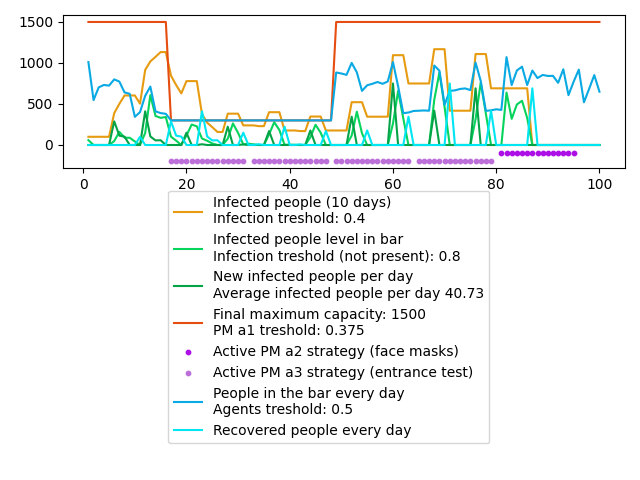 1500
1000
500
0
0 20 40 60 80 100
Infected people (10 days)
Infection treshold: 0.4
Infected people level in bar
Infection treshold (not present): 0.8
New infected people per day
Average infected people per day 40.73
Final maximum capacity: 1500
PM a1 treshold: 0.375
Active PM a2 strategy (face masks)
Active PM a3 strategy (entrance test)
People in the bar every day
Agents treshold: 0.5
Recovered people every day